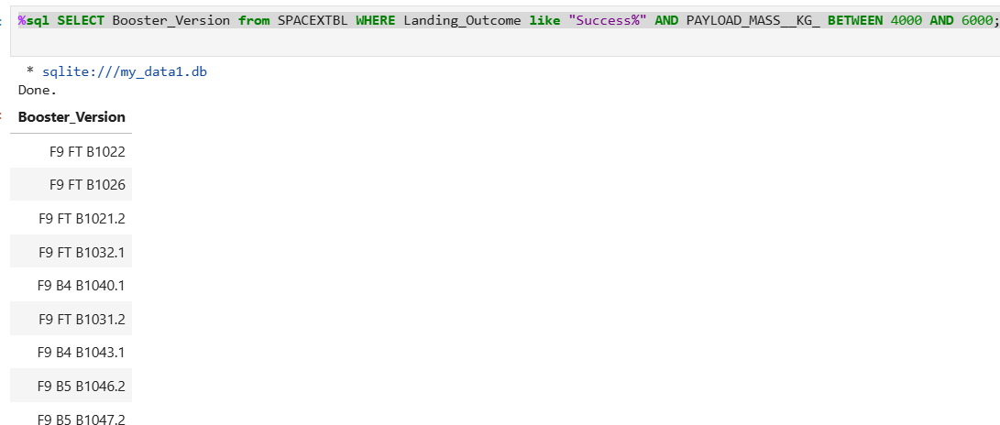 %sql SELECT Booster_Version from SPACEXTBL WHERE Landing_Outcome like "Success%" AND PAYLOAD_MASS__KG_ BETWEEN 4000 AND 6000;
* sqlite:///my_data1.db
Done.
Booster_Version
F9 FT B1022
F9 FT B1026
F9 FT B1021.2
F9 FT B1032.1
F9 B4 B1040.1
F9 FT B1031.2
F9 B4 B1043.1
F9 B5 B1046.2
F9 B5 B1047.2